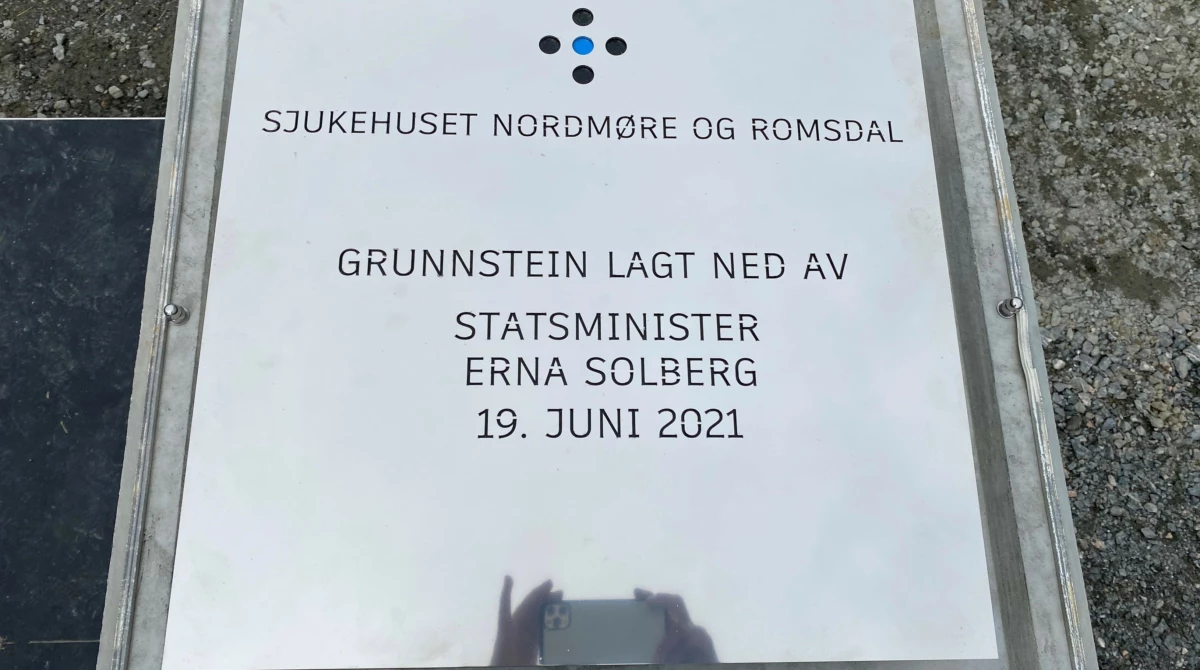 SJUKEHUSET NORDMØRE OG ROMSDAL
GRUNNSTEIN LAGT NED AV
STATSMINISTER
ERNA SOLBERG
19. JUNI 2021